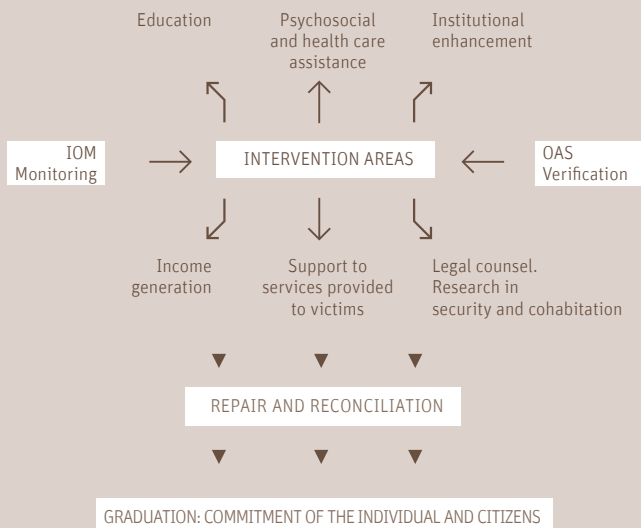 Education
Psychosocial
and health care
assistance
Institutional
enhancement
IOM
Monitoring
INTERVENTION AREAS
OAS
Verification
Income
generation
Support to
services provided
to victims
Legal counsel.
Research in
security and cohabitation
REPAIR AND RECONCILIATION
GRADUATION: COMMITMENT OF THE INDIVIDUAL AND CITIZENS